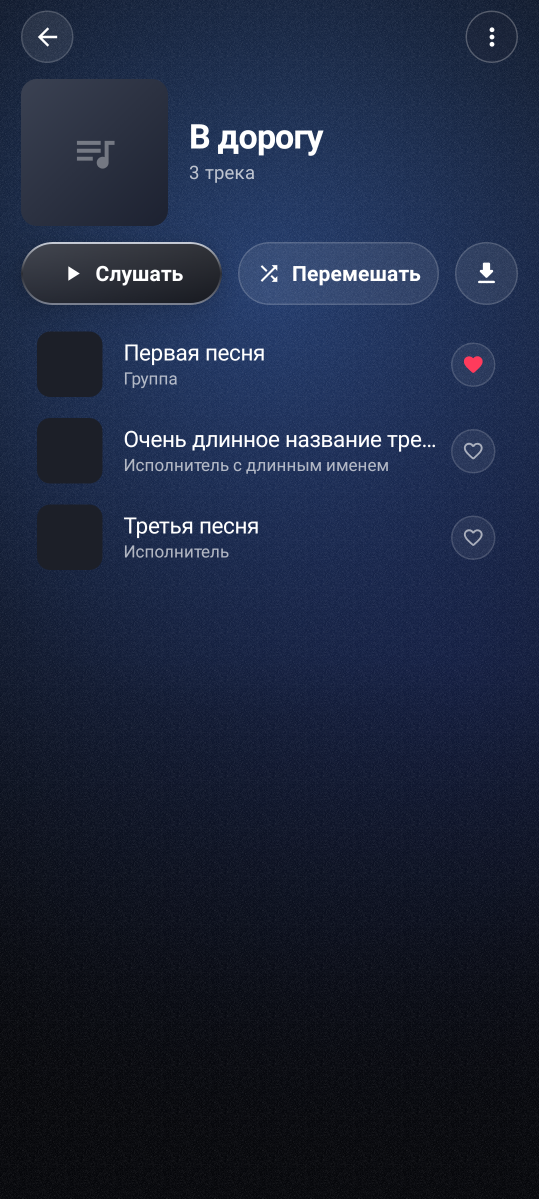 В дорогу
3 трека
Слушать
Перемешать
Первая песня
Группа
Очень длинное название тре...
Исполнитель с длинным именем
Третья песня
Исполнитель